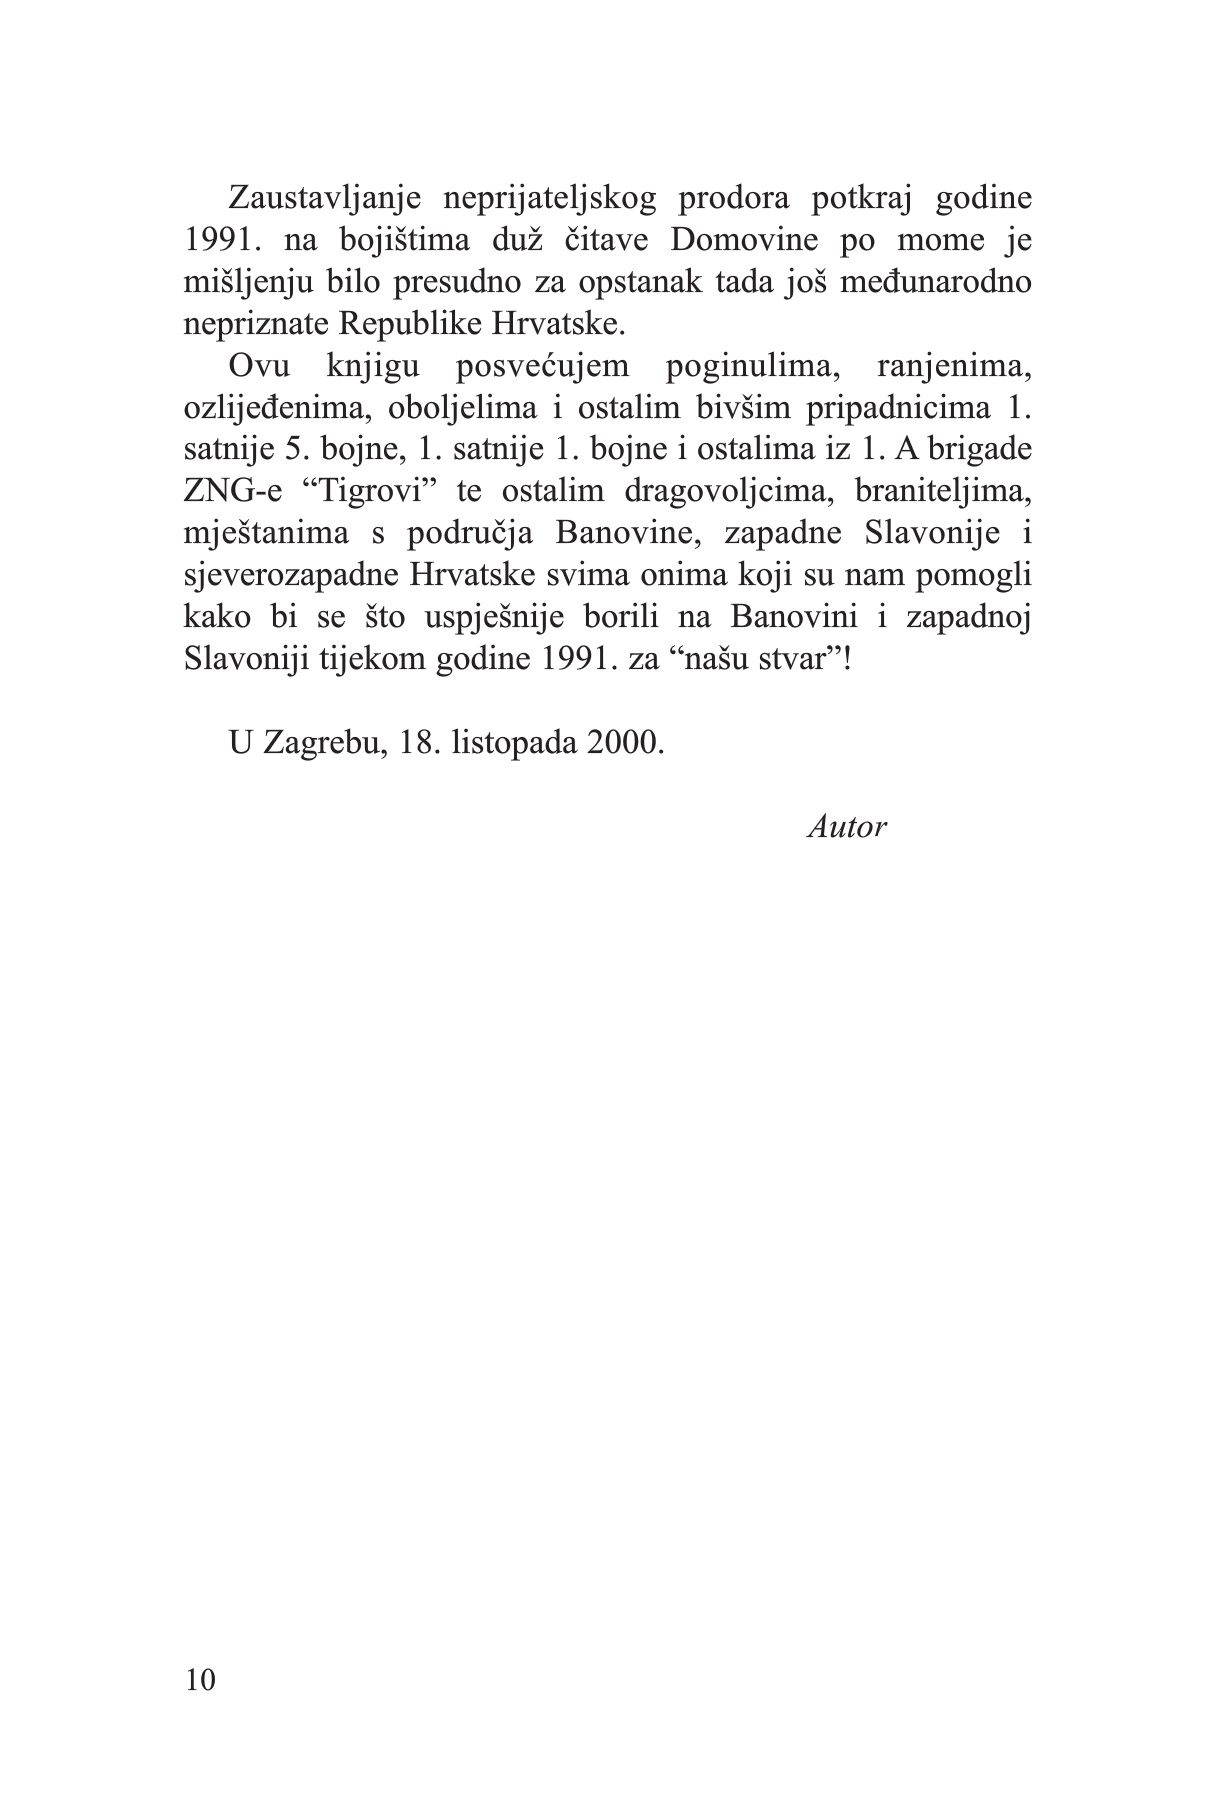 Zaustavljanje neprijateljskog prodora potkraj godine
1991. na bojištima duž čitave Domovine po mome je
mišljenju bilo presudno za opstanak tada još međunarodno
nepriznate Republike Hrvatske.
Ovu knjigu posvećujem poginulima, ranjenima,
ozlijeđenima, oboljelima i ostalim bivšim pripadnicima 1.
satnije 5. bojne, 1. satnije 1. bojne i ostalima iz 1. A brigade
ZNG-e “Tigrovi” te ostalim dragovoljcima, braniteljima,
mještanima s područja Banovine, zapadne Slavonije i
sjeverozapadne Hrvatske svima onima koji su nam pomogli
kako bi se što uspješnije borili na Banovini i zapadnoj
Slavoniji tijekom godine 1991. za “našu stvar”!
U Zagrebu, 18. listopada 2000.
Autor
10